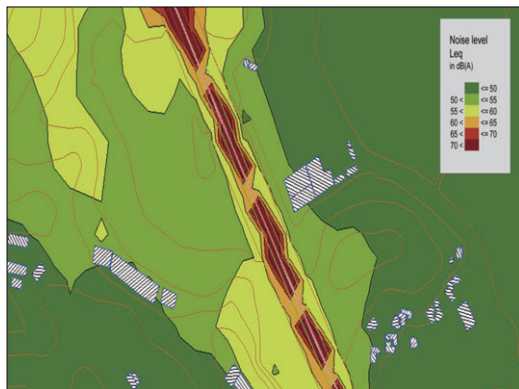 Noise level
Leq
in dB(A)
<= 50
50 < <= 55
55 < <= 60
60 < <= 65
65 < <= 70
70 <